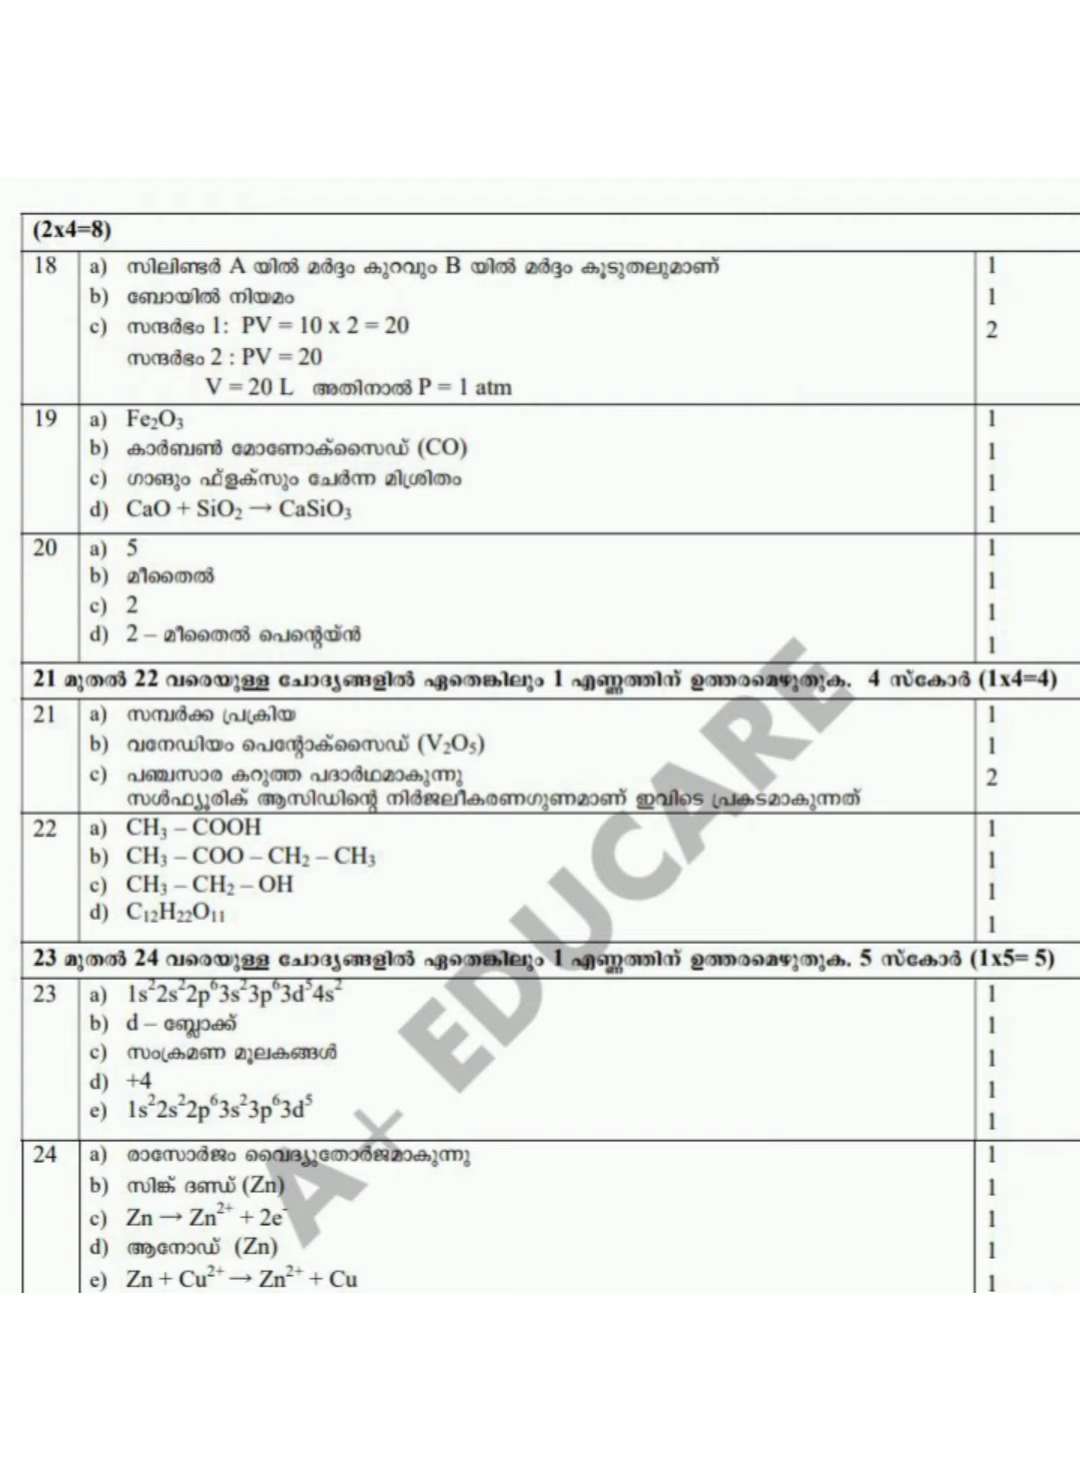 (2x4=8)
18 a) സിലിണ്ടർ A യിൽ മർദ്ദം കുറവും B യിൽ മർദ്ദം കൂടുതലുമാണ് 1
b) ബോയിൽ നിയമം 1
c) സന്ദർഭം 1: PV = 10 x 2 = 20 2
സന്ദർഭം 2 : PV = 20
V = 20 L അതിനാൽ P = 1 atm
19 a) Fe₂O₃ 1
b) കാർബൺ മോണോക്സൈഡ് (CO) 1
c) ഗാങും ഫ്ളക്സും ചേർന്ന മിശ്രിതം 1
d) CaO + SiO₂ → CaSiO₃ 1
20 a) 5 1
b) മീതൈൽ 1
c) 2 1
d) 2 – മീതൈൽ പെന്റെയ്ൻ 1
21 മുതൽ 22 വരെയുള്ള ചോദ്യങ്ങളിൽ ഏതെങ്കിലും 1 എണ്ണത്തിന് ഉത്തരമെഴുതുക. 4 സ്കോർ (1x4=4)
21 a) സമ്പർക്ക പ്രക്രിയ 1
b) വനേഡിയം പെന്റോക്സൈഡ് (V₂O₅) 1
c) പഞ്ചസാര കറുത്ത പദാർഥമാകുന്നു 2
സൾഫ്യൂരിക് ആസിഡിന്റെ നിർജലീകരണഗുണമാണ് ഇവിടെ പ്രകടമാകുന്നത്
22 a) CH₃ – COOH 1
b) CH₃ – COO – CH₂ – CH₃ 1
c) CH₃ – CH₂ – OH 1
d) C₁₂H₂₂O₁₁ 1
23 മുതൽ 24 വരെയുള്ള ചോദ്യങ്ങളിൽ ഏതെങ്കിലും 1 എണ്ണത്തിന് ഉത്തരമെഴുതുക. 5 സ്കോർ (1x5= 5)
23 a) 1s²2s²2p⁶3s²3p⁶3d⁵4s² 1
b) d – ബ്ലോക്ക് 1
c) സംക്രമണ മൂലകങ്ങൾ 1
d) +4 1
e) 1s²2s²2p⁶3s²3p⁶3d⁵ 1
24 a) രാസോർജം വൈദ്യുതോർജമാകുന്നു 1
b) സിങ്ക് ദണ്ഡ് (Zn) 1
c) Zn → Zn²⁺ + 2e⁻ 1
d) ആനോഡ് (Zn) 1
e) Zn + Cu²⁺ → Zn²⁺ + Cu 1
A+ EDUCARE